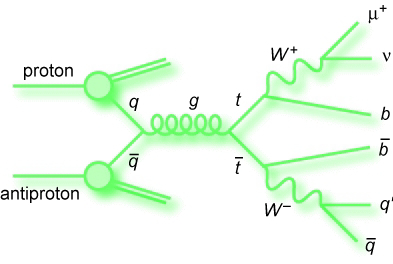 μ⁺
W⁺
ν
proton
q
g
t
b
q̄
t̄
b̄
antiproton
W⁻
q'
q̄